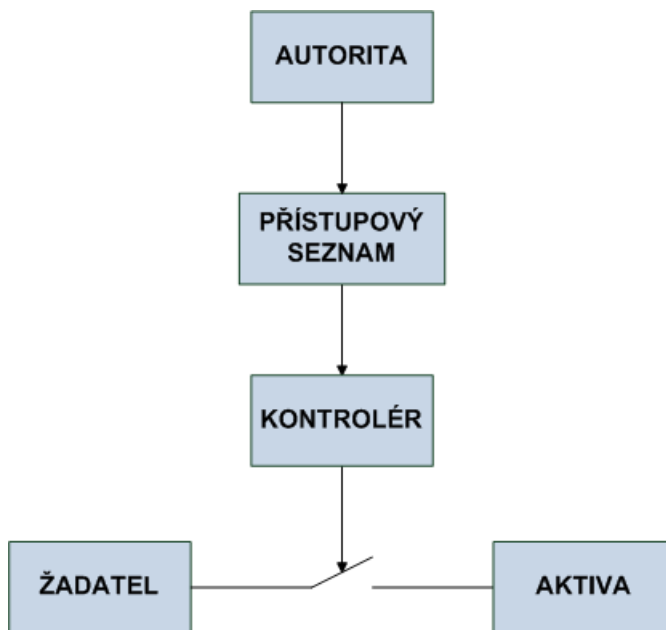 AUTORITA
PŘÍSTUPOVÝ
SEZNAM
KONTROLÉR
ŽADATEL
AKTIVA